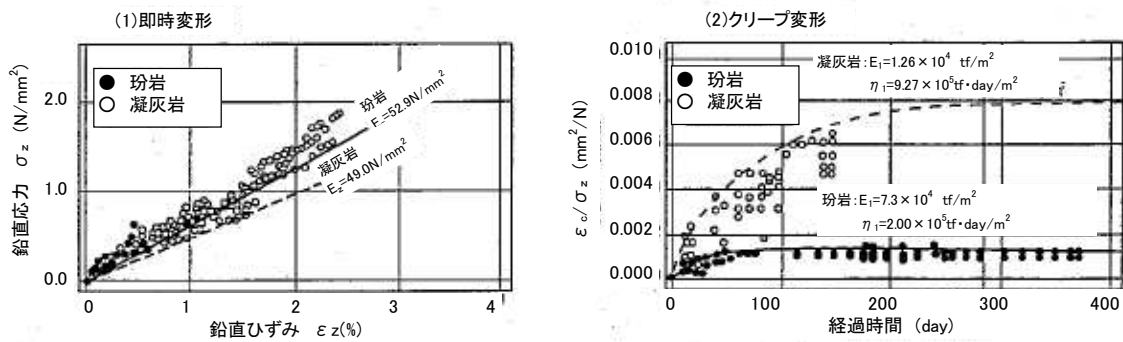 (1)即時変形
鉛直応力 σz (N/mm²)
2.0
1.0
0.0
● 玢岩
○ 凝灰岩
玢岩
E =52.9N/mm²
凝灰岩
Ez=49.0N/mm²
0 1 2 3 4
鉛直ひずみ εz(%)
(2)クリープ変形
εc/σz (mm²/N)
0.010
0.008
0.006
0.004
0.002
0.000
● 玢岩
○ 凝灰岩
凝灰岩:E1=1.26×10⁴ tf/m²
η1=9.27×10⁵tf・day/m²
玢岩:E1=7.3×10⁴ tf/m²
η1=2.00×10⁵tf・day/m²
0 100 200 300 400
経過時間 (day)